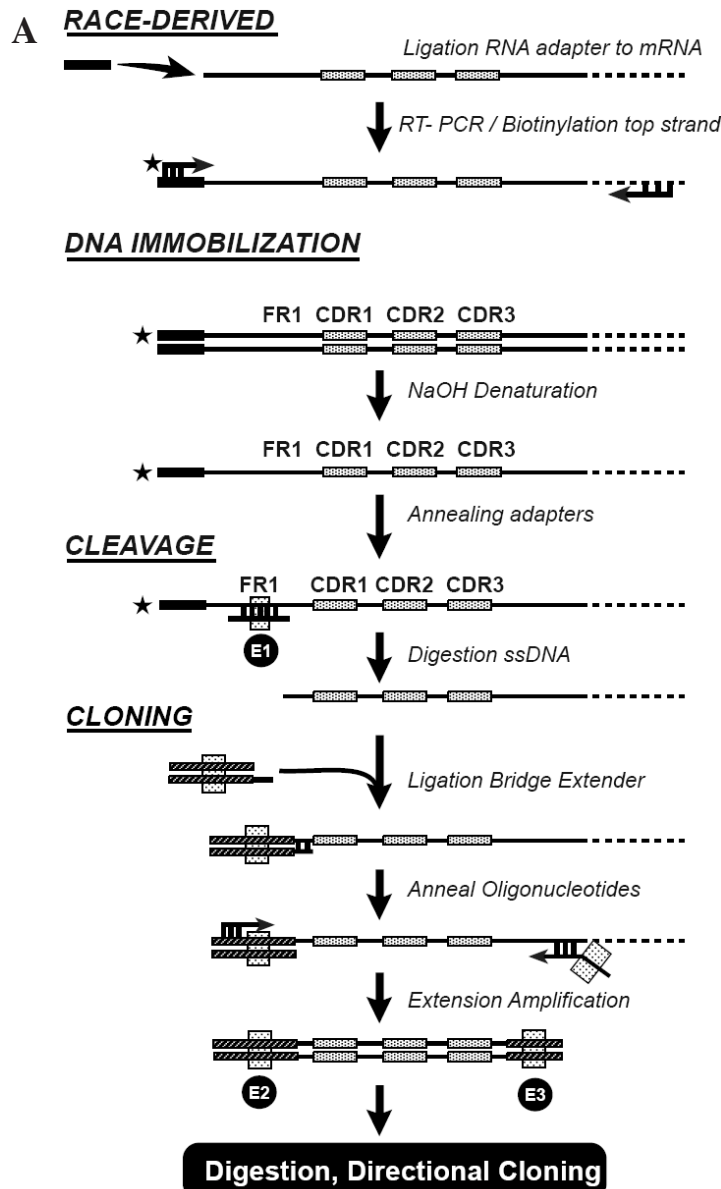 A
RACE-DERIVED
Ligation RNA adapter to mRNA
RT- PCR / Biotinylation top strand
DNA IMMOBILIZATION
FR1 CDR1 CDR2 CDR3
NaOH Denaturation
FR1 CDR1 CDR2 CDR3
Annealing adapters
CLEAVAGE
FR1 CDR1 CDR2 CDR3
E1
Digestion ssDNA
CLONING
Ligation Bridge Extender
Anneal Oligonucleotides
Extension Amplification
E2 E3
Digestion, Directional Cloning